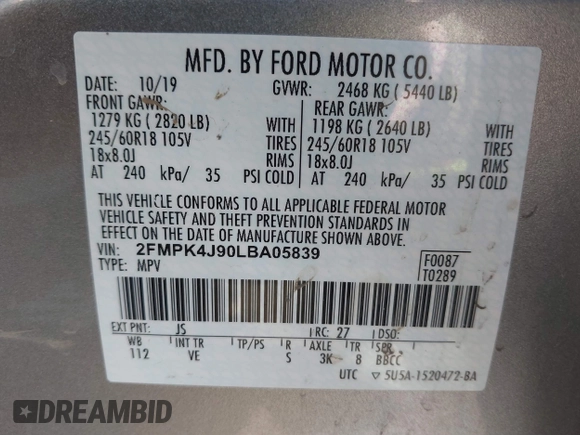 MFD. BY FORD MOTOR CO.
DATE: 10/19 GVWR: 2468 KG ( 5440 LB)
FRONT GAWR: REAR GAWR:
1279 KG ( 2820 LB) WITH 1198 KG ( 2640 LB) WITH
245/60R18 105V TIRES 245/60R18 105V TIRES
18x8.0J RIMS 18x8.0J RIMS
AT 240 kPa/ 35 PSI COLD AT 240 kPa/ 35 PSI COLD
THIS VEHICLE CONFORMS TO ALL APPLICABLE FEDERAL MOTOR
VEHICLE SAFETY AND THEFT PREVENTION STANDARDS IN
EFFECT ON THE DATE OF MANUFACTURE SHOWN ABOVE.
VIN: 2FMPK4J90LBA05839 F0087
TYPE: MPV T0289
EXT PNT: JS RC: 27 DSO:
WB INT TR TP/PS R AXLE TR SPR
112 VE S 3K 8 BBCC
UTC ▽ 5U5A-1520472-BA
DREAMBID